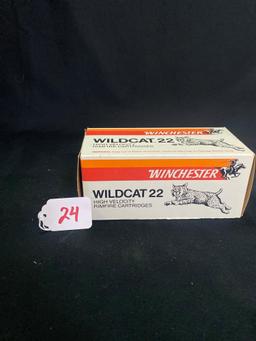 WINCHESTER
WILDCAT 22
HIGH VELOCITY
RIMFIRE CARTRIDGES
WINCHESTER
WILDCAT 22
HIGH VELOCITY
RIMFIRE CARTRIDGES
24